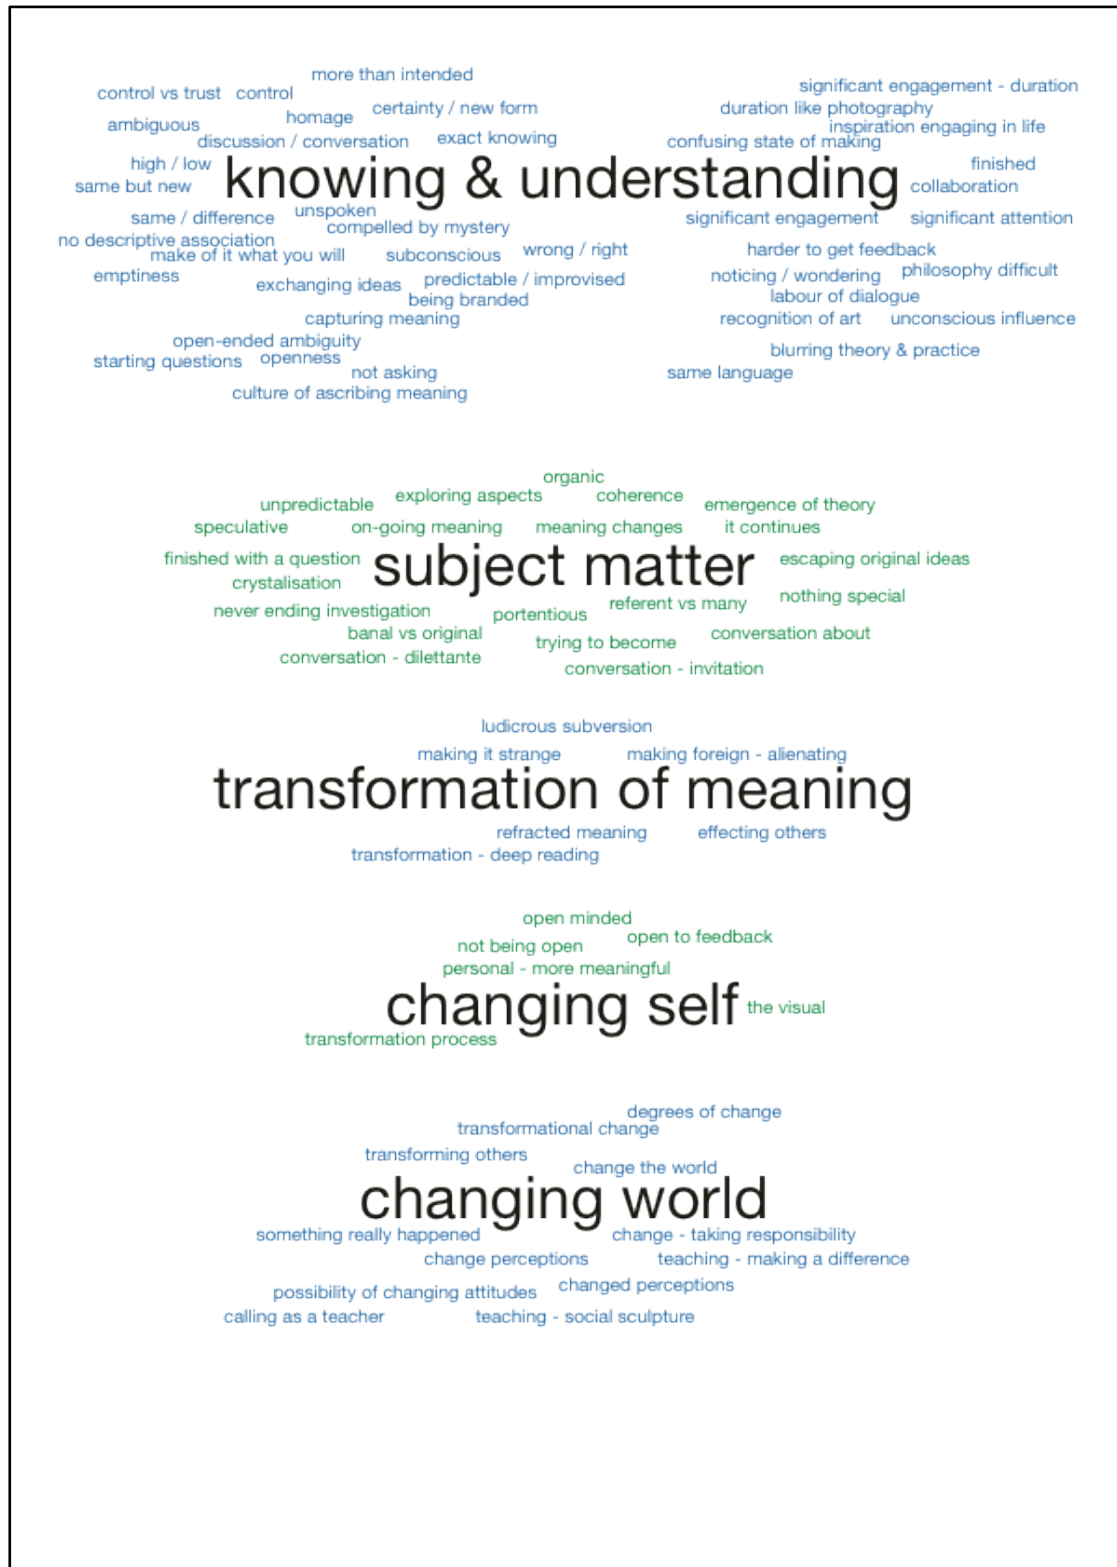 more than intended
significant engagement - duration
control vs trust control
certainty / new form
duration like photography
homage
ambiguous
inspiration engaging in life
discussion / conversation
exact knowing
confusing state of making
high / low
finished
knowing & understanding
same but new
collaboration
unspoken
same / difference
significant engagement
significant attention
compelled by mystery
no descriptive association
wrong / right
harder to get feedback
make of it what you will
subconscious
philosophy difficult
emptiness
predictable / improvised
noticing / wondering
exchanging ideas
labour of dialogue
being branded
capturing meaning
recognition of art
unconscious influence
open-ended ambiguity
blurring theory & practice
starting questions
openness
not asking
same language
culture of ascribing meaning
organic
exploring aspects
coherence
unpredictable
emergence of theory
speculative
on-going meaning
meaning changes
it continues
finished with a question
subject matter
escaping original ideas
crystalisation
nothing special
referent vs many
never ending investigation
portentious
banal vs original
conversation about
trying to become
conversation - dilettante
conversation - invitation
ludicrous subversion
making it strange
making foreign - alienating
transformation of meaning
refracted meaning
effecting others
transformation - deep reading
open minded
open to feedback
not being open
personal - more meaningful
changing self
the visual
transformation process
degrees of change
transformational change
transforming others
change the world
changing world
something really happened
change - taking responsibility
change perceptions
teaching - making a difference
changed perceptions
possibility of changing attitudes
calling as a teacher
teaching - social sculpture